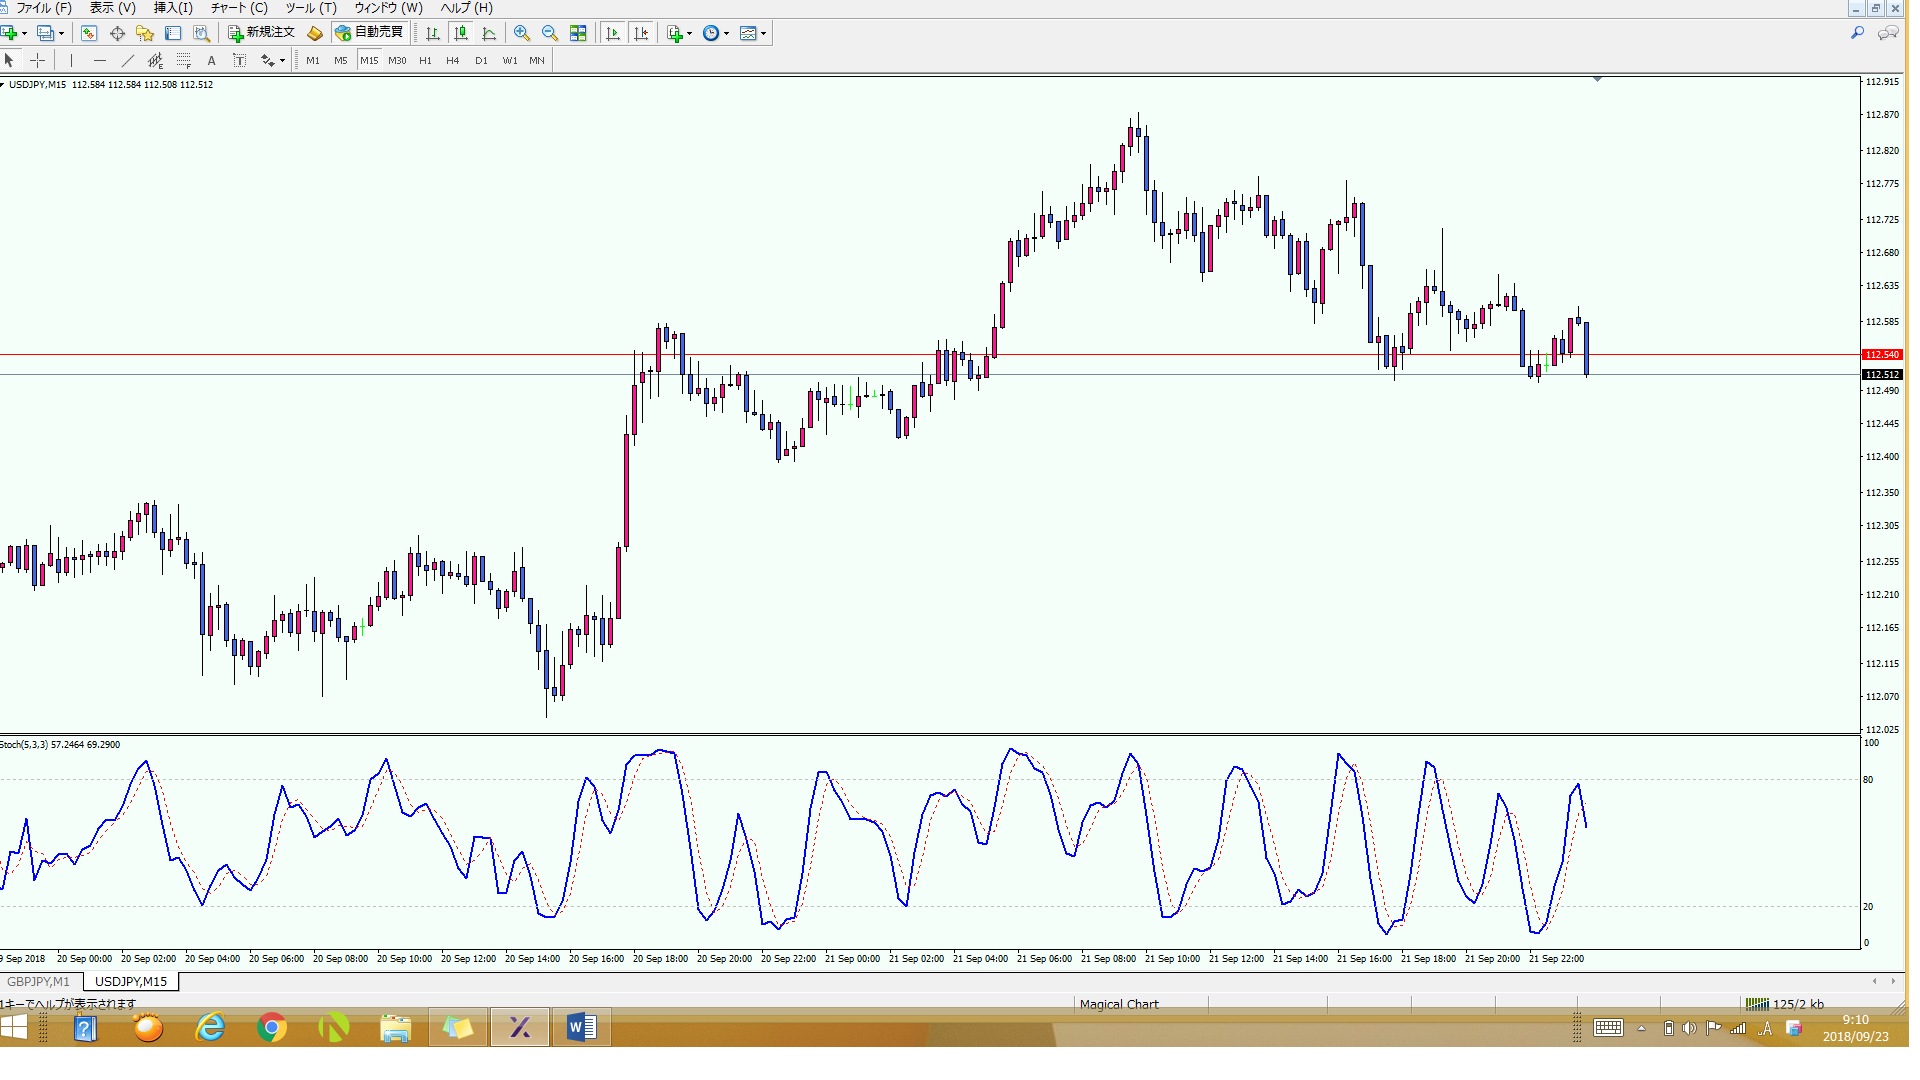 ファイル (F) 表示 (V) 挿入(I) チャート (C) ツール (T) ウィンドウ (W) ヘルプ (H)
新規注文 自動売買
A T M1 M5 M15 M30 H1 H4 D1 W1 MN
USDJPY,M15 112.584 112.584 112.508 112.512
112.915
112.870
112.820
112.775
112.725
112.680
112.635
112.585
112.540
112.512
112.490
112.445
112.400
112.350
112.305
112.255
112.210
112.165
112.115
112.070
112.025
Stoch(5,3,3) 57.2464 69.2900
100
80
20
0
9 Sep 2018 20 Sep 00:00 20 Sep 02:00 20 Sep 04:00 20 Sep 06:00 20 Sep 08:00 20 Sep 10:00 20 Sep 12:00 20 Sep 14:00 20 Sep 16:00 20 Sep 18:00 20 Sep 20:00 20 Sep 22:00 21 Sep 00:00 21 Sep 02:00 21 Sep 04:00 21 Sep 06:00 21 Sep 08:00 21 Sep 10:00 21 Sep 12:00 21 Sep 14:00 21 Sep 16:00 21 Sep 18:00 21 Sep 20:00 21 Sep 22:00
GBPJPY,M1 USDJPY,M15
1キーでヘルプが表示されます Magical Chart 125/2 kb
A 9:10
2018/09/23